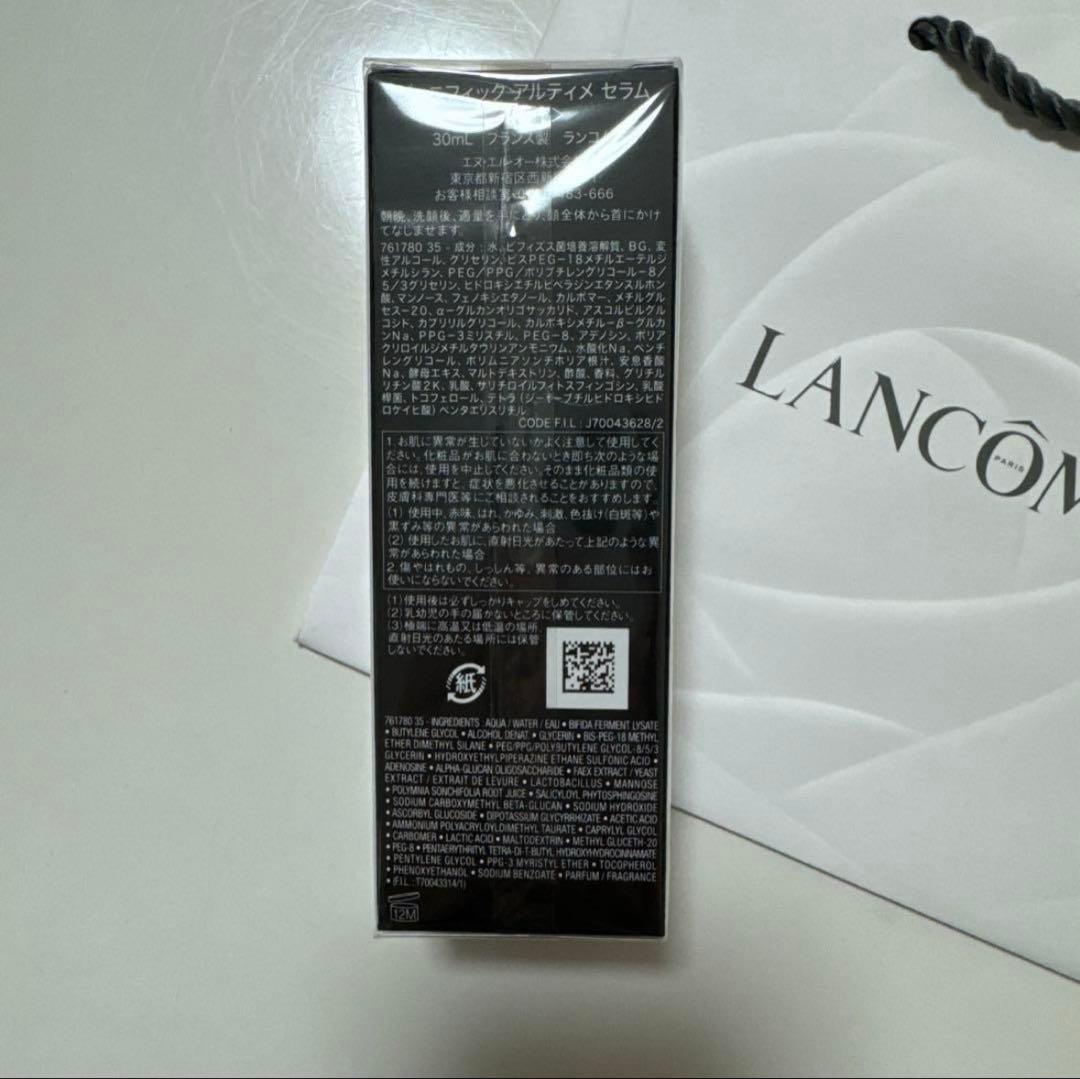 フィック アルティメ セラム
30mL フランス製
エヌ・エル・オー株式会
東京都新宿区西新
お客様相談室 483-666
朝晩、洗顔後、適量を手にとり、顔全体から首にかけ
てなじませます。
761780 35 - 成分 : 水、ビフィズス菌培養溶解質、BG、変
性アルコール、グリセリン、ビスPEG-18メチルエーテルジ
メチルシラン、PEG/PPG/ポリブチレングリコール-8/
5/3グリセリン、ヒドロキシエチルピペラジンエタンスルホン
酸、マンノース、フェノキシエタノール、カルボマー、メチルグル
セス-20、α-グルカンオリゴサッカリド、アスコルビルグル
コシド、カプリリルグリコール、カルボキシメチル-β-グルカ
ンNa、PPG-3ミリスチル、PEG-8、アデノシン、ポリア
クリロイルジメチルタウリンアンモニウム、水酸化Na、ペンチ
レングリコール、ポリムニアソンチホリア根汁、安息香酸
Na、酵母エキス、マルトデキストリン、酢酸、香料、グリチル
リチン酸2K、乳酸、サリチロイルフィトスフィンゴシン、乳酸
桿菌、トコフェロール、テトラ(ジ-t-ブチルヒドロキシヒド
ロケイヒ酸)ペンタエリスリチル
CODE F.I.L : J70043628/2
1.お肌に異常が生じていないかよく注意して使用してく
ださい。化粧品がお肌に合わないとき即ち次のような場
合には、使用を中止してください。そのまま化粧品類の使
用を続けますと、症状を悪化させることがありますので、
皮膚科専門医等にご相談されることをおすすめします。
(1) 使用中、赤味、はれ、かゆみ、刺激、色抜け(白斑等)や
黒ずみ等の異常があらわれた場合
(2) 使用したお肌に、直射日光があたって上記のような異
常があらわれた場合
2.傷やはれもの、しっしん等、異常のある部位にはお
使いにならないでください。
(1)使用後は必ずしっかりキャップをしめてください。
(2)乳幼児の手の届かないところに保管してください。
(3)極端に高温又は低温の場所、
直射日光のあたる場所には保管
しないでください。
紙
761780 35 - INGREDIENTS : AQUA / WATER / EAU • BIFIDA FERMENT LYSATE
• BUTYLENE GLYCOL • ALCOHOL DENAT. • GLYCERIN • BIS-PEG-18 METHYL
ETHER DIMETHYL SILANE • PEG/PPG/POLYBUTYLENE GLYCOL-8/5/3
GLYCERIN • HYDROXYETHYLPIPERAZINE ETHANE SULFONIC ACID •
ADENOSINE • ALPHA-GLUCAN OLIGOSACCHARIDE • FAEX EXTRACT / YEAST
EXTRACT / EXTRAIT DE LEVURE • LACTOBACILLUS • MANNOSE
• POLYMNIA SONCHIFOLIA ROOT JUICE • SALICYLOYL PHYTOSPHINGOSINE
• SODIUM CARBOXYMETHYL BETA-GLUCAN • SODIUM HYDROXIDE
• ASCORBYL GLUCOSIDE • DIPOTASSIUM GLYCYRRHIZATE • ACETIC ACID
• AMMONIUM POLYACRYLOYLDIMETHYL TAURATE • CAPRYLYL GLYCOL
• CARBOMER • LACTIC ACID • MALTODEXTRIN • METHYL GLUCETH-20
• PEG-8 • PENTAERYTHRITYL TETRA-DI-T-BUTYL HYDROXYHYDROCINNAMATE
• PENTYLENE GLYCOL • PPG-3 MYRISTYL ETHER • TOCOPHEROL
• PHENOXYETHANOL • SODIUM BENZOATE • PARFUM / FRAGRANCE
• (F.I.L : T70043314/1)
12M
LANCÔM
PARIS